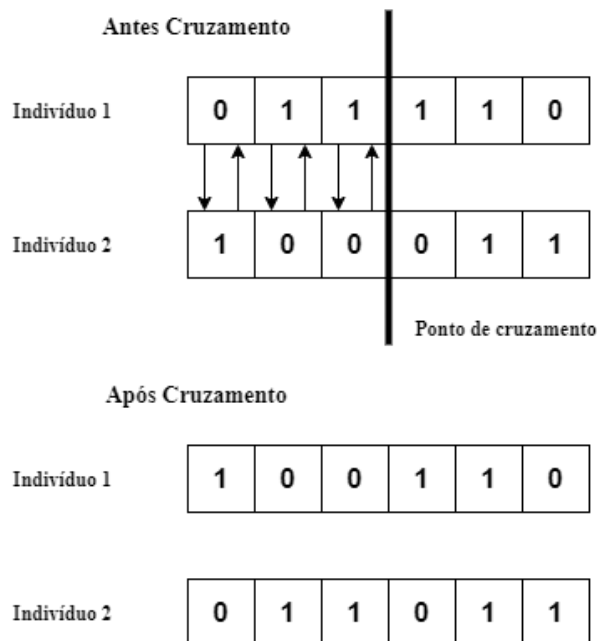 Antes Cruzamento
Indivíduo 1 0 1 1 1 1 0
Indivíduo 2 1 0 0 0 1 1
Ponto de cruzamento
Após Cruzamento
Indivíduo 1 1 0 0 1 1 0
Indivíduo 2 0 1 1 0 1 1